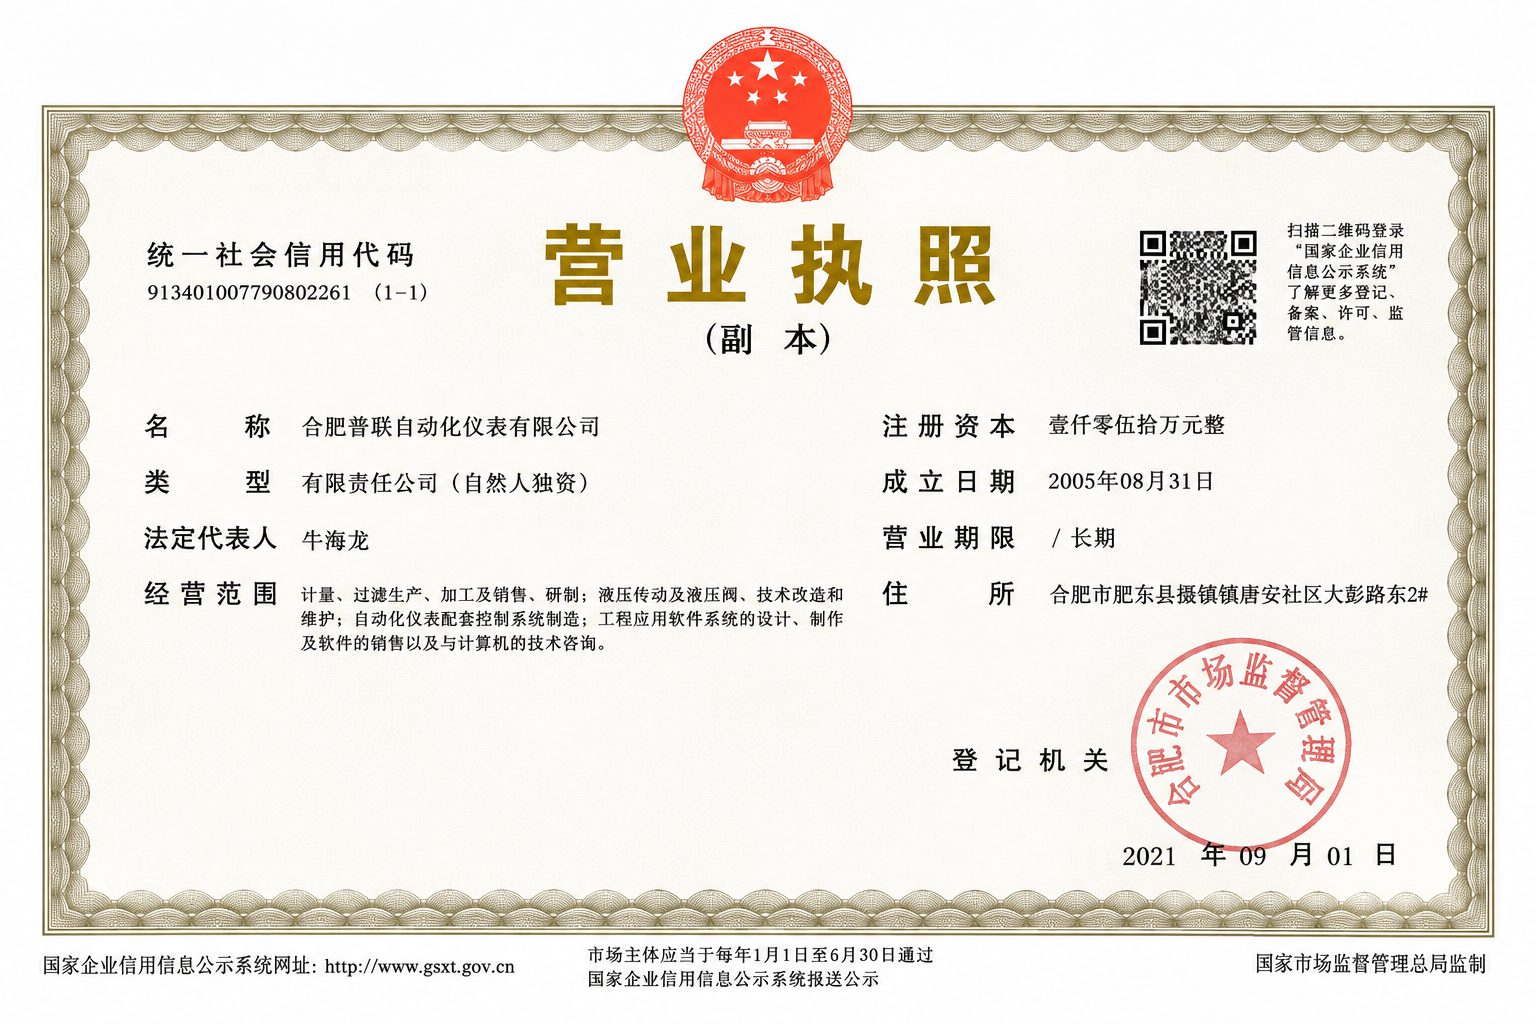 统一社会信用代码
913401007790802261 (1-1)
营业执照
(副 本)
扫描二维码登录
“国家企业信用
信息公示系统”
了解更多登记、
备案、许可、监
管信息。
名 称 合肥普联自动化仪表有限公司
类 型 有限责任公司（自然人独资）
法定代表人 牛海龙
经营范围 计量、过滤生产、加工及销售、研制；液压传动及液压阀、技术改造和
维护；自动化仪表配套控制系统制造；工程应用软件系统的设计、制作
及软件的销售以及与计算机的技术咨询。
注册资本 壹仟零伍拾万元整
成立日期 2005年08月31日
营业期限 / 长期
住 所 合肥市肥东县摄镇镇唐安社区大彭路东2#
登记机关
合肥市市场监督管理局
2021 年 09 月 01 日
国家企业信用信息公示系统网址: http://www.gsxt.gov.cn
市场主体应当于每年1月1日至6月30日通过
国家企业信用信息公示系统报送公示
国家市场监督管理总局监制